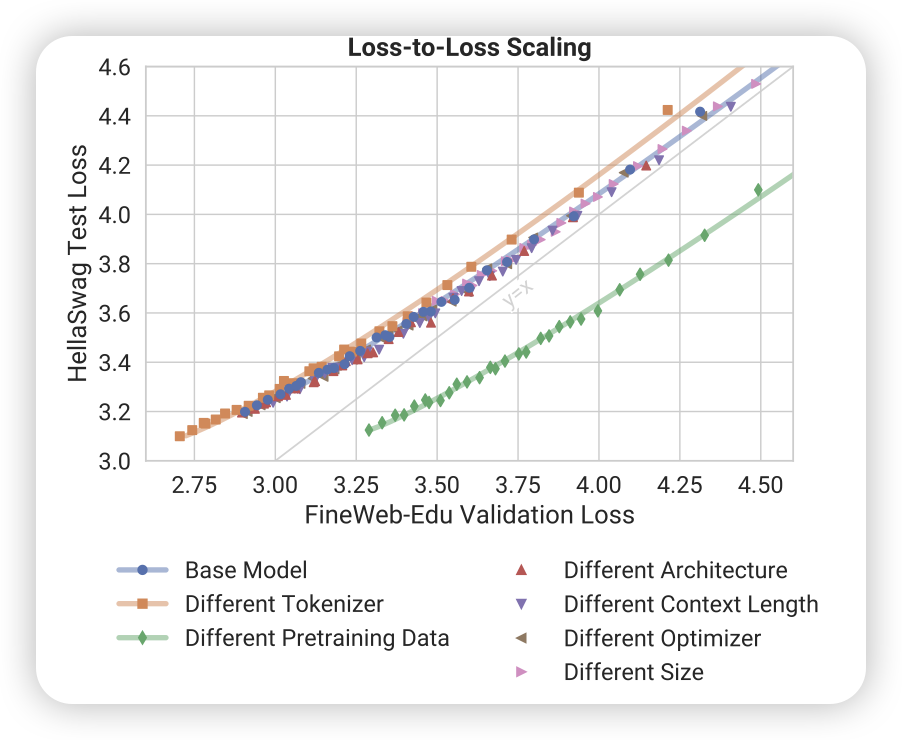 Loss-to-Loss Scaling
4.6
4.4
4.2
4.0
3.8
3.6
3.4
3.2
3.0
HellaSwag Test Loss
y=x
2.75 3.00 3.25 3.50 3.75 4.00 4.25 4.50
FineWeb-Edu Validation Loss
Base Model
Different Tokenizer
Different Pretraining Data
Different Architecture
Different Context Length
Different Optimizer
Different Size